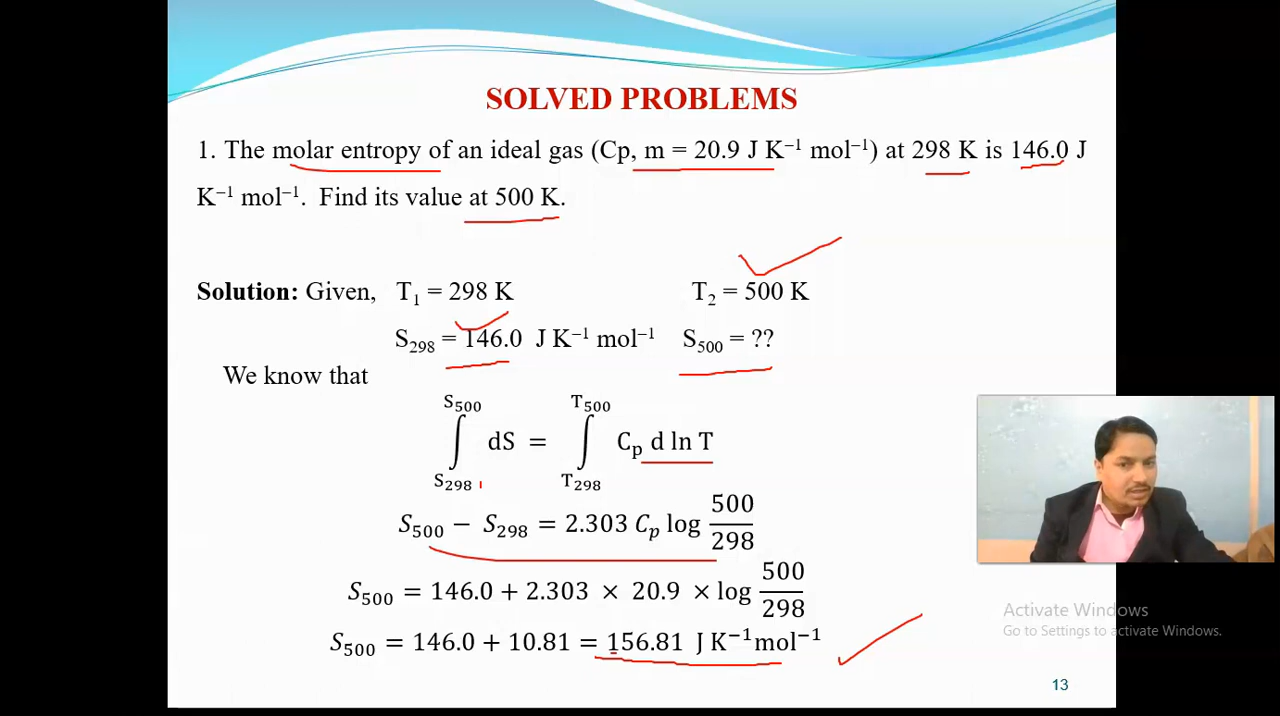 SOLVED PROBLEMS
1. The molar entropy of an ideal gas (Cp, m = 20.9 J K⁻¹ mol⁻¹) at 298 K is 146.0 J
K⁻¹ mol⁻¹. Find its value at 500 K.
Solution: Given, T₁ = 298 K T₂ = 500 K
S₂₉₈ = 146.0 J K⁻¹ mol⁻¹ S₅₀₀ = ??
We know that
S₅₀₀ T₅₀₀
∫ dS = ∫ Cp d ln T
S₂₉₈ T₂₉₈
S₅₀₀ − S₂₉₈ = 2.303 Cp log 500/298
S₅₀₀ = 146.0 + 2.303 × 20.9 × log 500/298
S₅₀₀ = 146.0 + 10.81 = 156.81 J K⁻¹mol⁻¹
Activate Windows
Go to Settings to activate Windows.
13